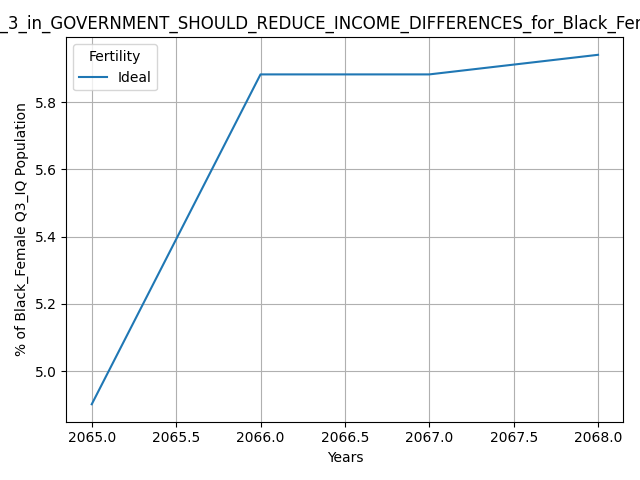 _3_in_GOVERNMENT_SHOULD_REDUCE_INCOME_DIFFERENCES_for_Black_Fe
Fertility
Ideal
% of Black_Female Q3_IQ Population
5.8
5.6
5.4
5.2
5.0
2065.0 2065.5 2066.0 2066.5 2067.0 2067.5 2068.0
Years